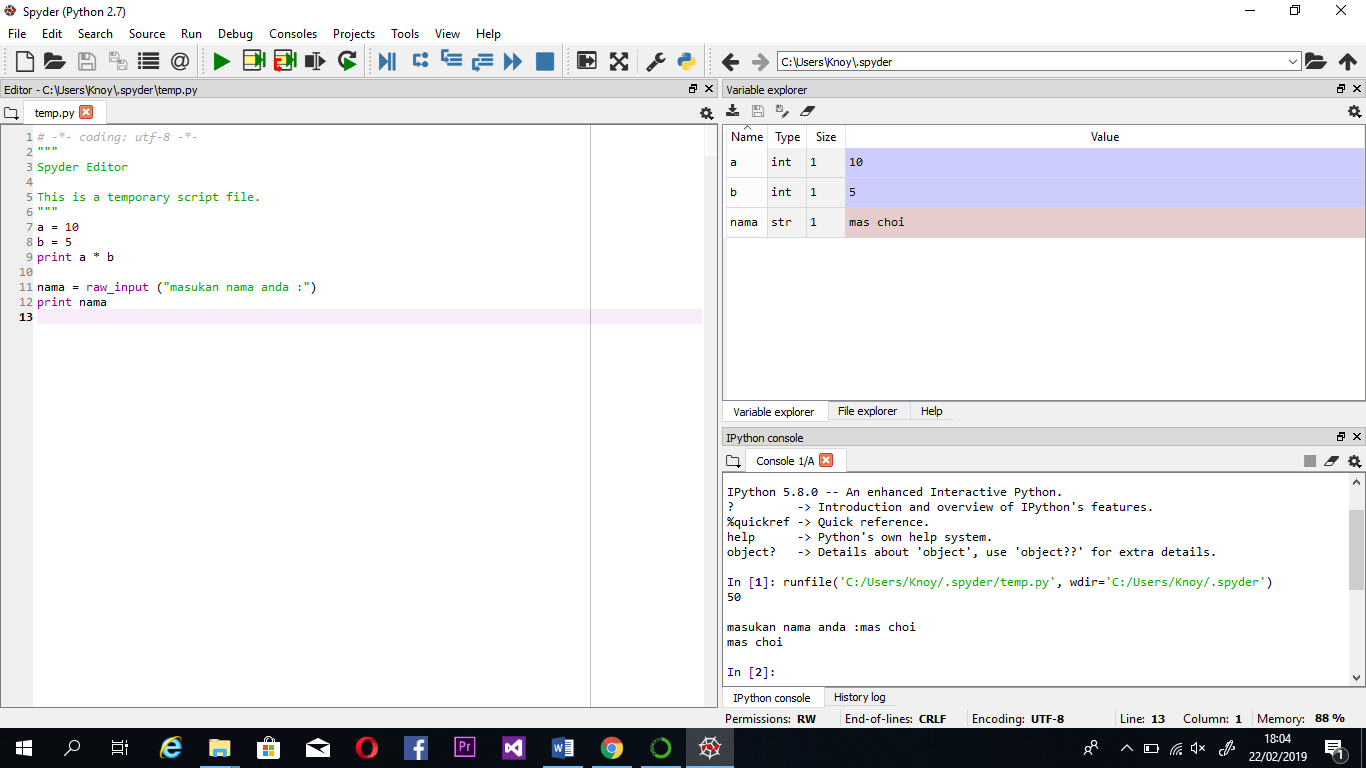 Spyder (Python 2.7)
File Edit Search Source Run Debug Consoles Projects Tools View Help
C:\Users\Knoy\.spyder
Editor - C:\Users\Knoy\.spyder\temp.py
temp.py
1 # -*- coding: utf-8 -*-
2 """
3 Spyder Editor
4
5 This is a temporary script file.
6 """
7 a = 10
8 b = 5
9 print a * b
10
11 nama = raw_input ("masukan nama anda :")
12 print nama
13
Variable explorer
Name Type Size Value
a int 1 10
b int 1 5
nama str 1 mas choi
Variable explorer File explorer Help
IPython console
Console 1/A
IPython 5.8.0 -- An enhanced Interactive Python.
? -> Introduction and overview of IPython's features.
%quickref -> Quick reference.
help -> Python's own help system.
object? -> Details about 'object', use 'object??' for extra details.
In [1]: runfile('C:/Users/Knoy/.spyder/temp.py', wdir='C:/Users/Knoy/.spyder')
50
masukan nama anda :mas choi
mas choi
In [2]:
IPython console History log
Permissions: RW End-of-lines: CRLF Encoding: UTF-8 Line: 13 Column: 1 Memory: 88 %
Pr
18:04
22/02/2019
1